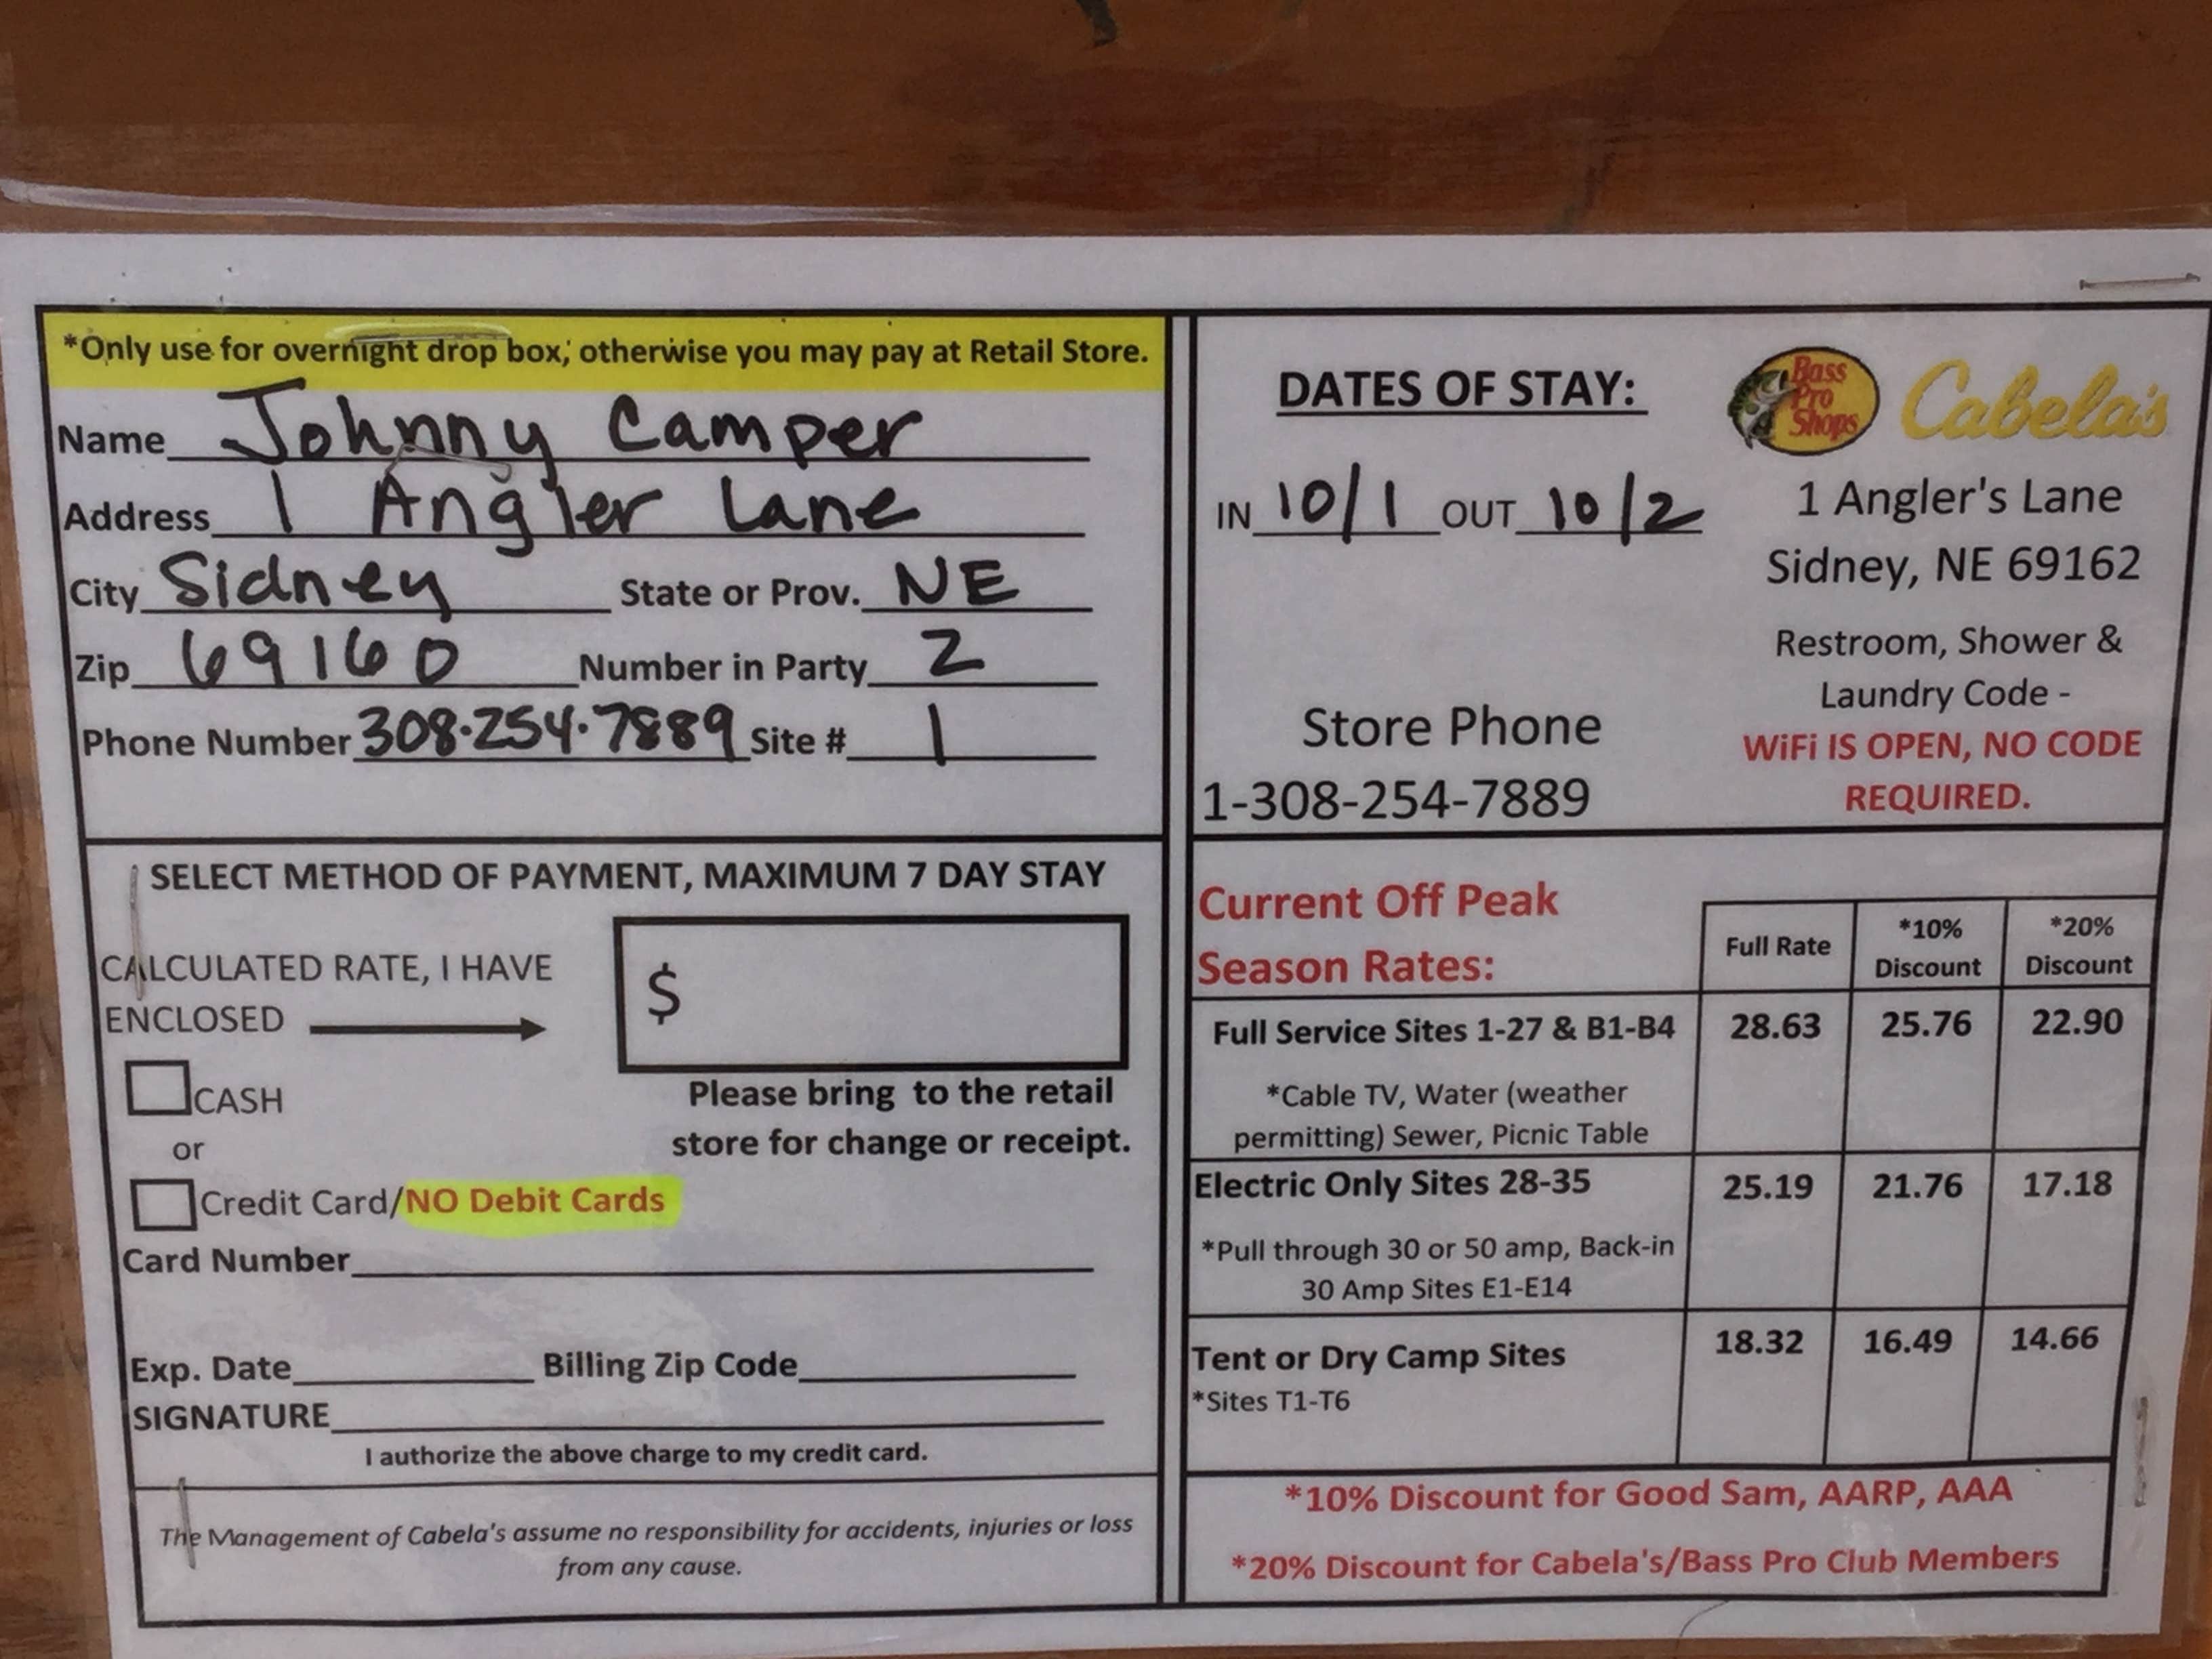 *Only use for overnight drop box; otherwise you may pay at Retail Store.
Name Johnny Camper
Address 1 Angler Lane
City Sidney State or Prov. NE
Zip 69160 Number in Party 2
Phone Number 308.254.7889 Site # 1
DATES OF STAY:
IN 10/1 OUT 10/2
Store Phone
1-308-254-7889
Bass
Pro
Shops
Cabela's
1 Angler's Lane
Sidney, NE 69162
Restroom, Shower &
Laundry Code -
WiFi IS OPEN, NO CODE
REQUIRED.
SELECT METHOD OF PAYMENT, MAXIMUM 7 DAY STAY
CALCULATED RATE, I HAVE
ENCLOSED
$
CASH
or
Please bring to the retail
store for change or receipt.
Credit Card/NO Debit Cards
Card Number
Exp. Date Billing Zip Code
SIGNATURE
I authorize the above charge to my credit card.
The Management of Cabela's assume no responsibility for accidents, injuries or loss
from any cause.
Current Off Peak
Season Rates:
Full Rate *10% Discount *20% Discount
Full Service Sites 1-27 & B1-B4 28.63 25.76 22.90
*Cable TV, Water (weather
permitting) Sewer, Picnic Table
Electric Only Sites 28-35 25.19 21.76 17.18
*Pull through 30 or 50 amp, Back-in
30 Amp Sites E1-E14
Tent or Dry Camp Sites 18.32 16.49 14.66
*Sites T1-T6
*10% Discount for Good Sam, AARP, AAA
*20% Discount for Cabela's/Bass Pro Club Members